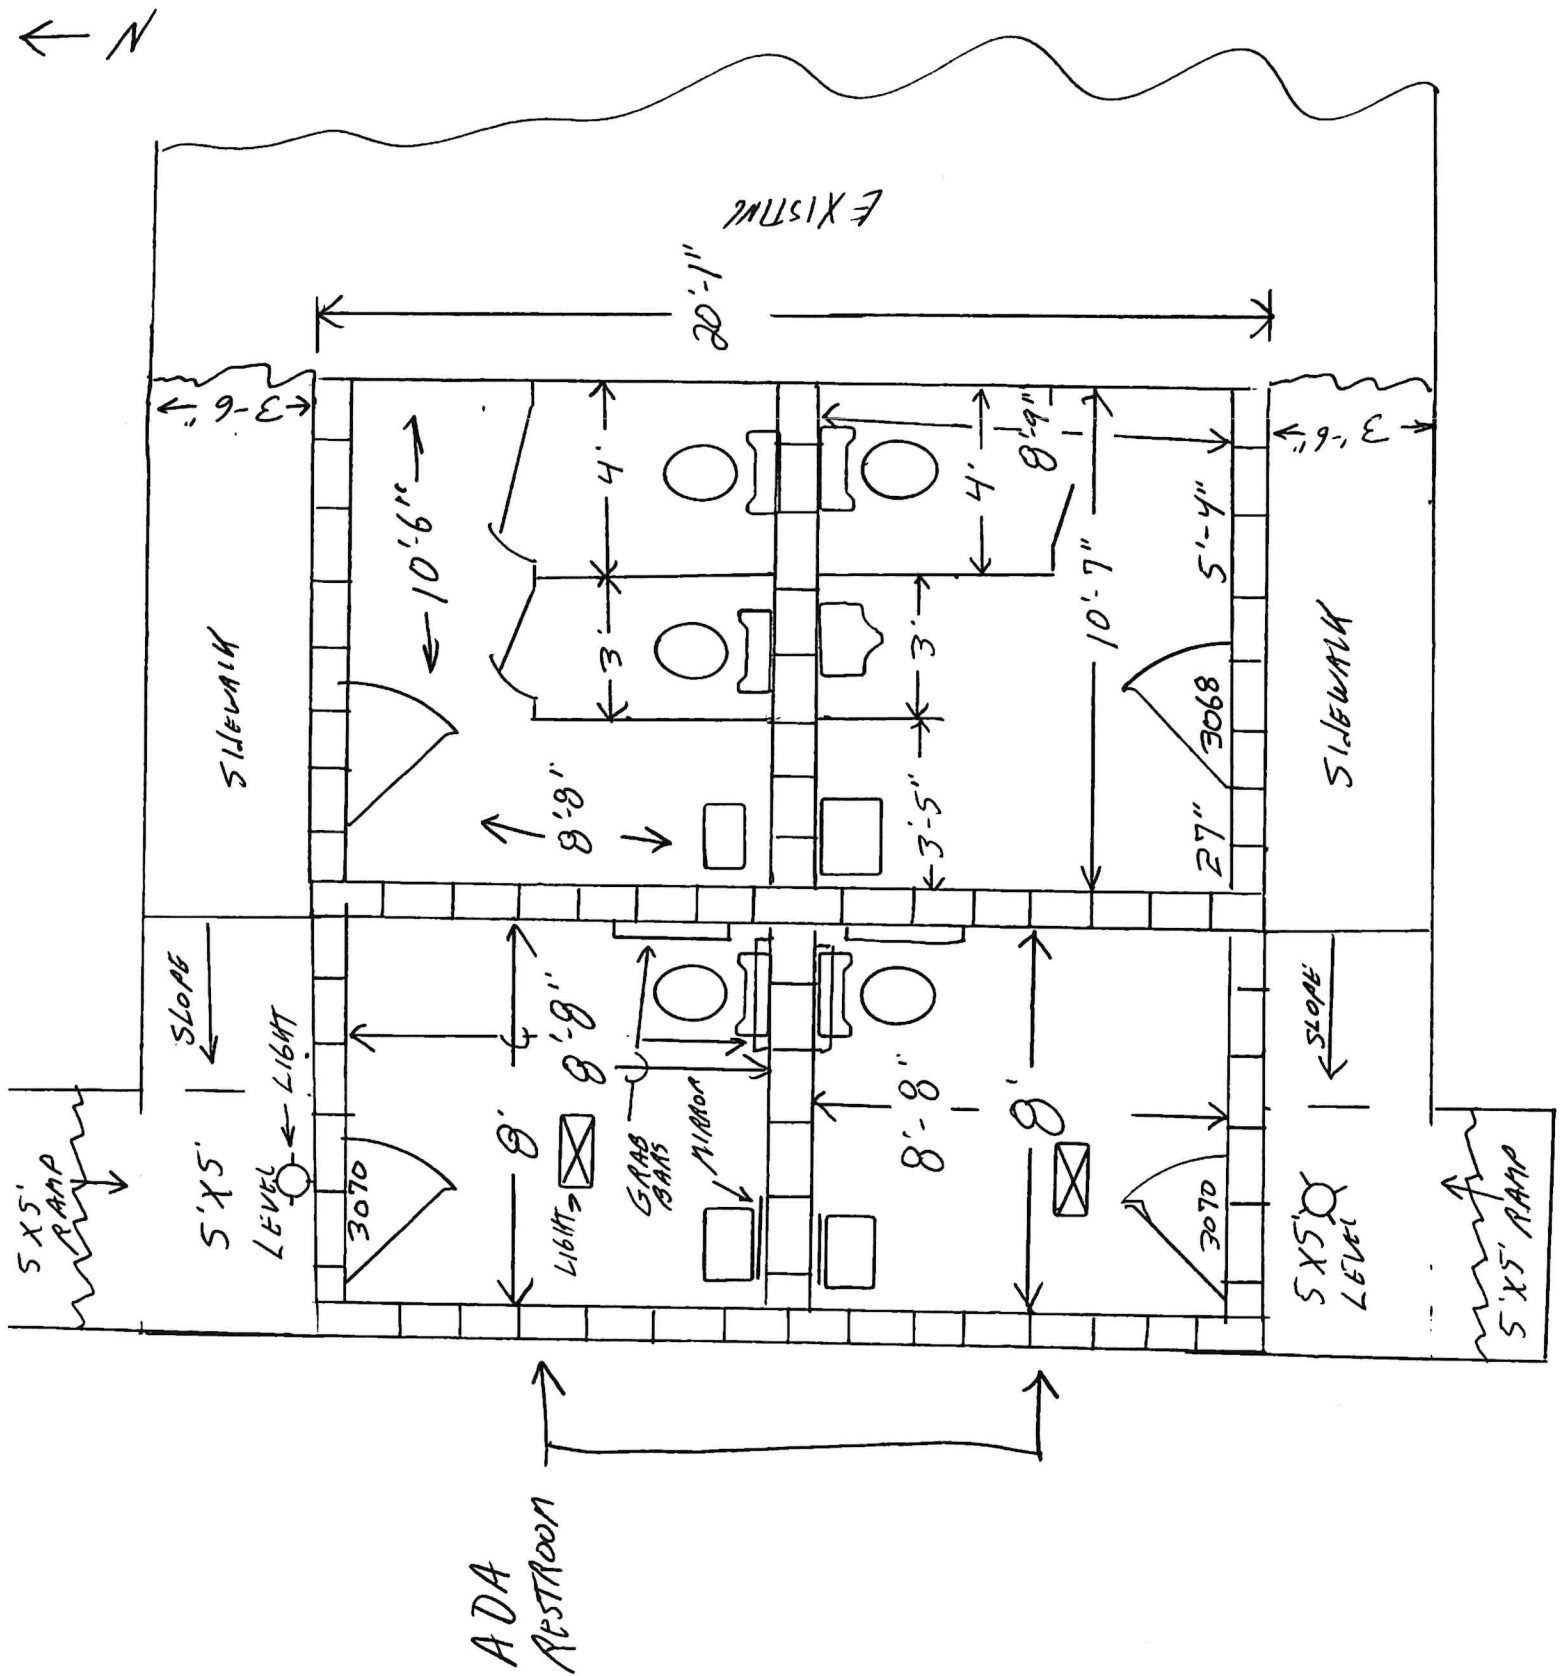 N
EXISTING
20'-1"
3'-6"
3'-6"
10'-6"
4'
4'
8'-9"
5'-4"
3'
3'
10'-7"
3068
8'-8"
3'-5"
27"
SIDEWALK
SIDEWALK
SLOPE
SLOPE
LIGHT
8'-8"
8'
GRAB
BARS
MIRROR
LIGHT
8'-8"
8'
3070
3070
5'X5'
LEVEL
5'X5'
LEVEL
5'X5'
RAMP
5'X5' RAMP
ADA
RESTROOM